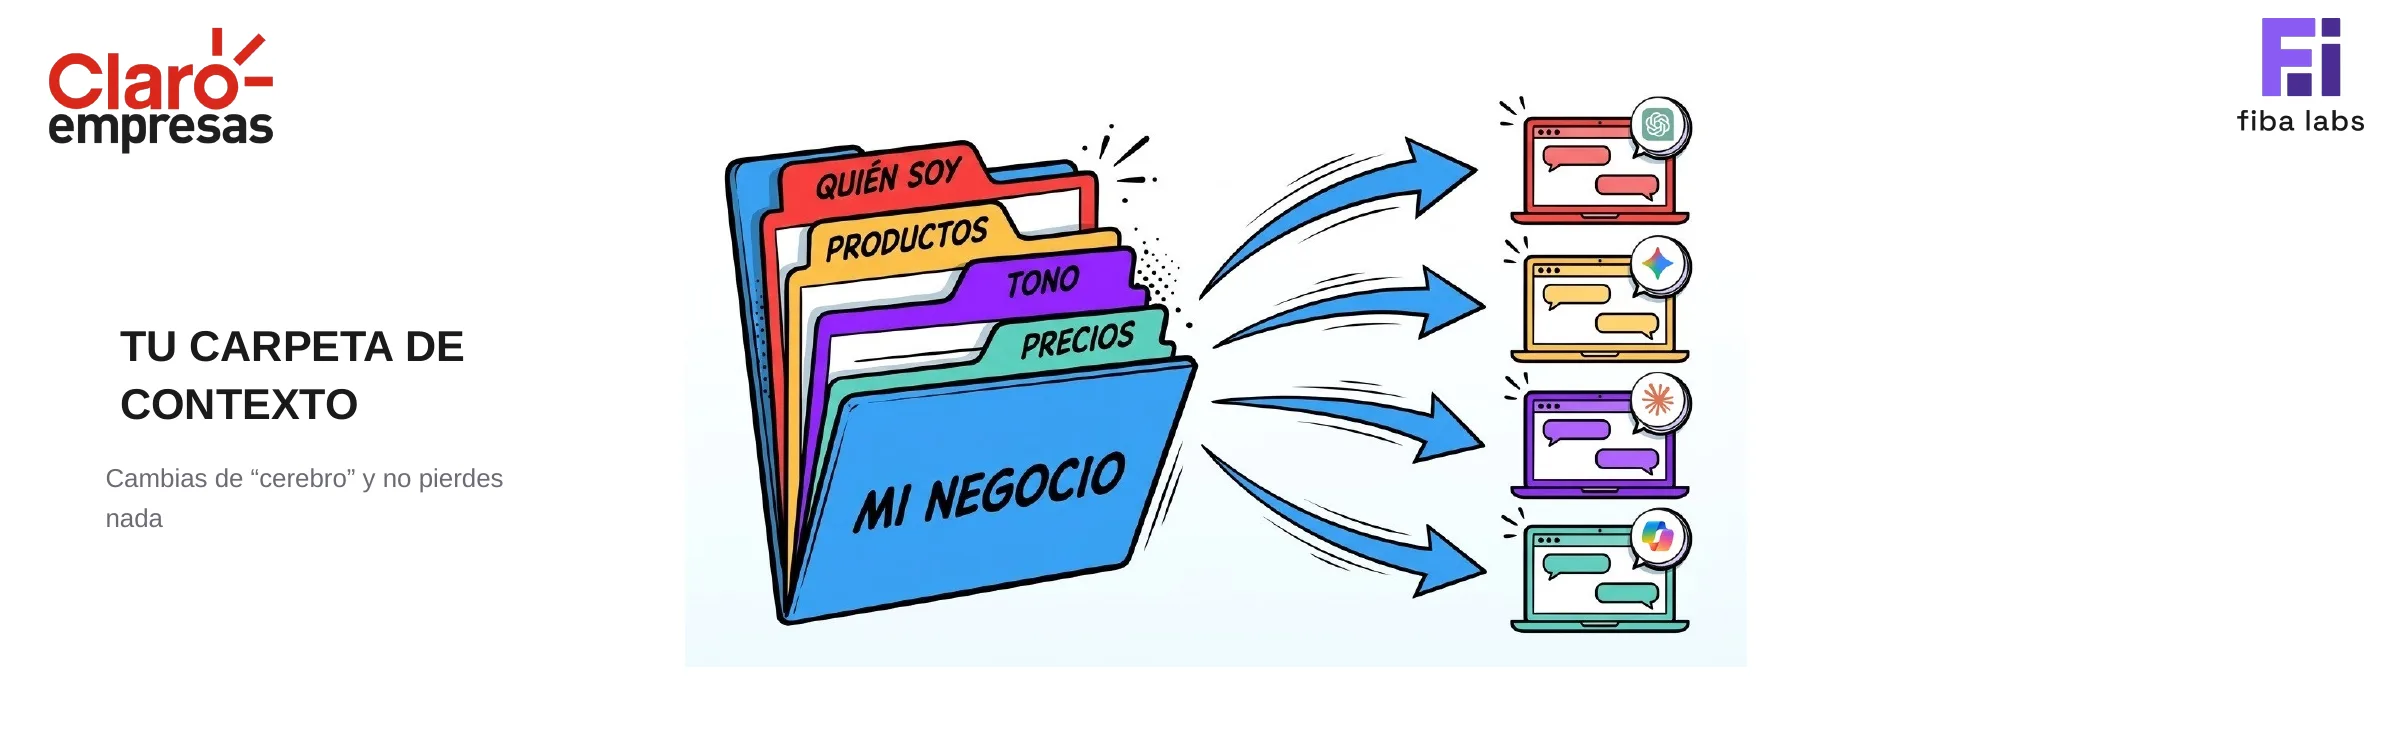 Claro-
empresas
fiba labs
TU CARPETA DE
CONTEXTO
Cambias de “cerebro” y no pierdes
nada
QUIÉN SOY
PRODUCTOS
TONO
PRECIOS
MI NEGOCIO